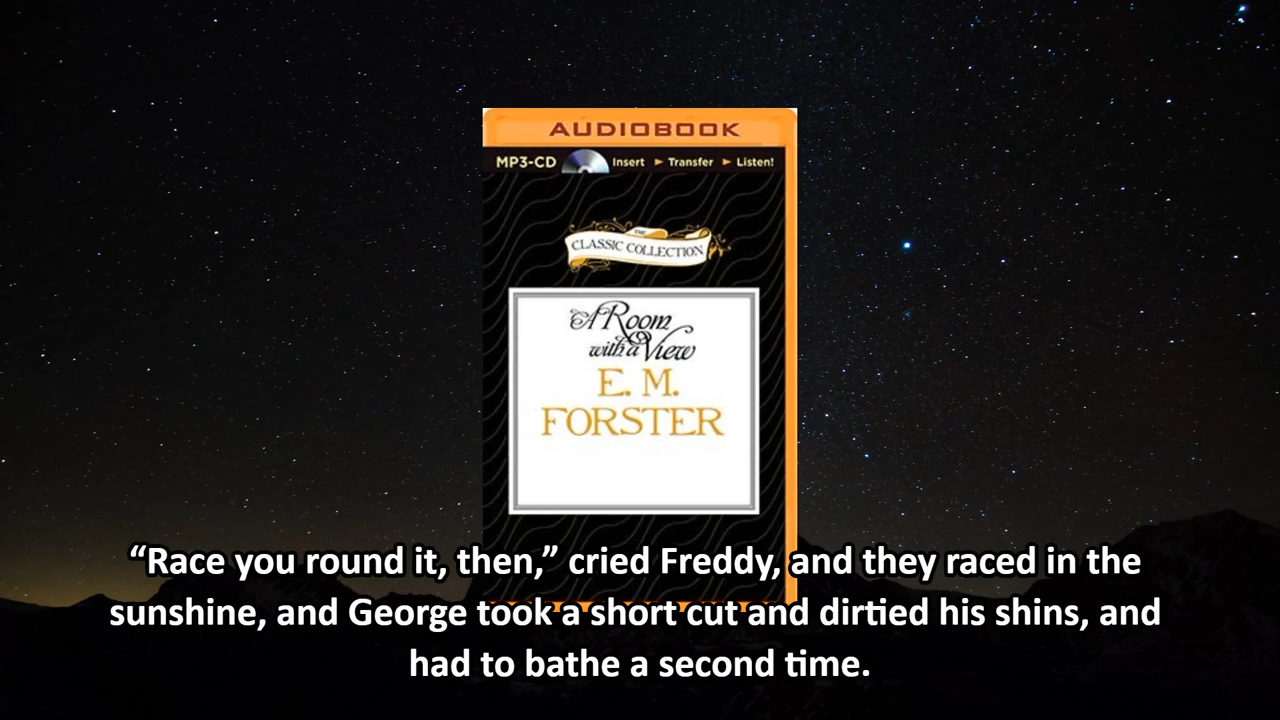 AUDIOBOOK
MP3-CD Insert ► Transfer ► Listen!
THE
CLASSIC COLLECTION
A Room
with a View
E. M.
FORSTER
“Race you round it, then,” cried Freddy, and they raced in the
sunshine, and George took a short cut and dirtied his shins, and
had to bathe a second time.